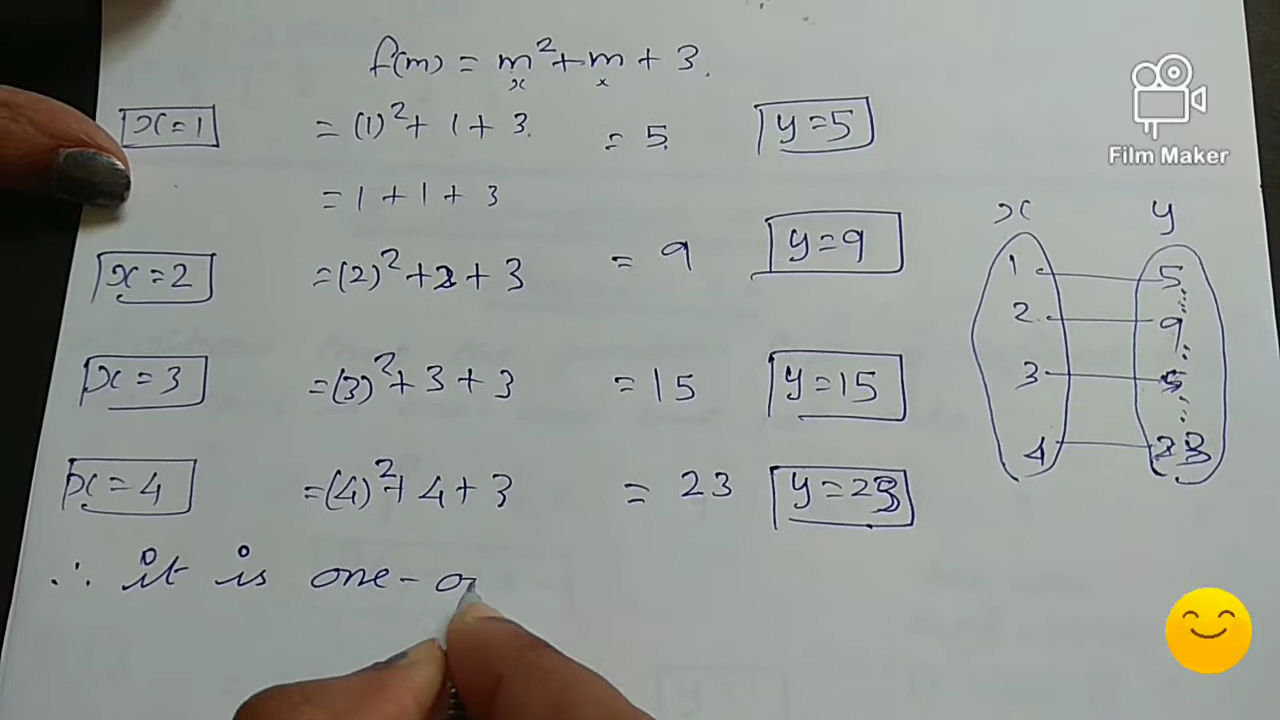 f(m) = m² + m + 3.
x x
x = 1 = (1)² + 1 + 3. = 5. y = 5
= 1 + 1 + 3
x = 2 = (2)² + 2 + 3 = 9 y = 9
x = 3 = (3)² + 3 + 3 = 15 y = 15
x = 4 = (4)² + 4 + 3 = 23 y = 23
∴ it is one - o
x y
1 5
2 9
3
4 23
Film Maker